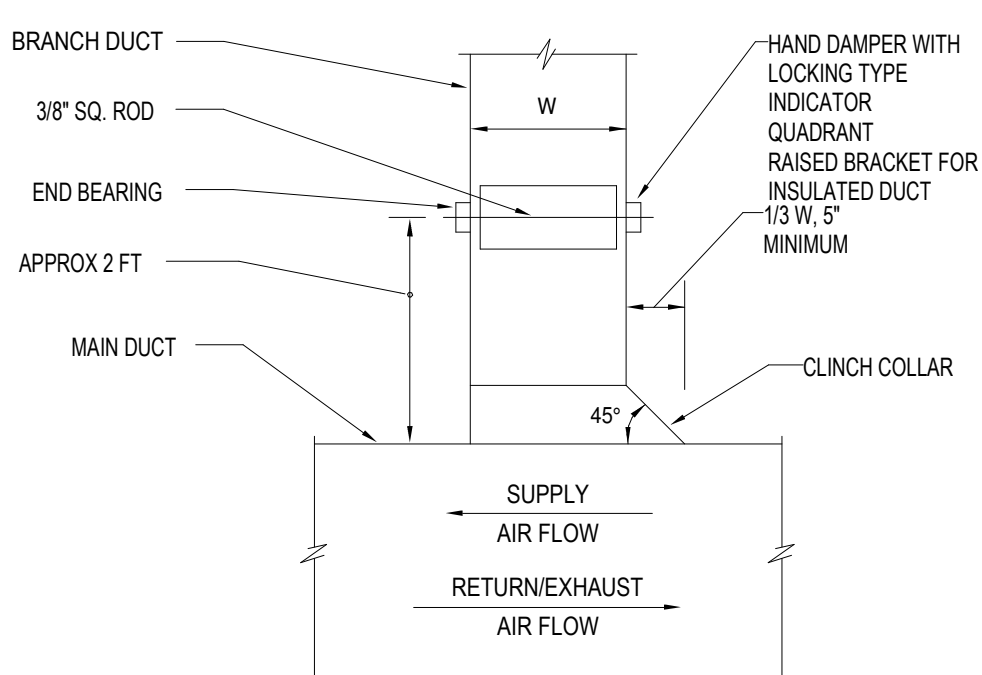 BRANCH DUCT
3/8" SQ. ROD
END BEARING
APPROX 2 FT
MAIN DUCT
W
HAND DAMPER WITH
LOCKING TYPE
INDICATOR
QUADRANT
RAISED BRACKET FOR
INSULATED DUCT
1/3 W, 5"
MINIMUM
CLINCH COLLAR
45°
SUPPLY
AIR FLOW
RETURN/EXHAUST
AIR FLOW